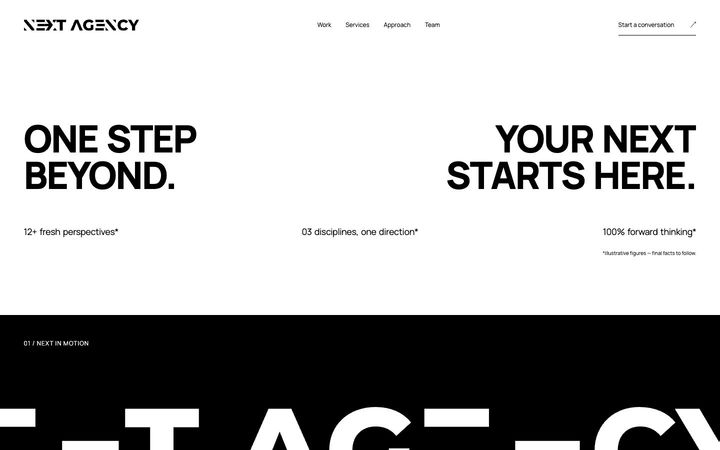 NEXT AGENCY
Work Services Approach Team
Start a conversation
ONE STEP
BEYOND.
YOUR NEXT
STARTS HERE.
12+ fresh perspectives*
03 disciplines, one direction*
100% forward thinking*
*Illustrative figures — final facts to follow.
01 / NEXT IN MOTION